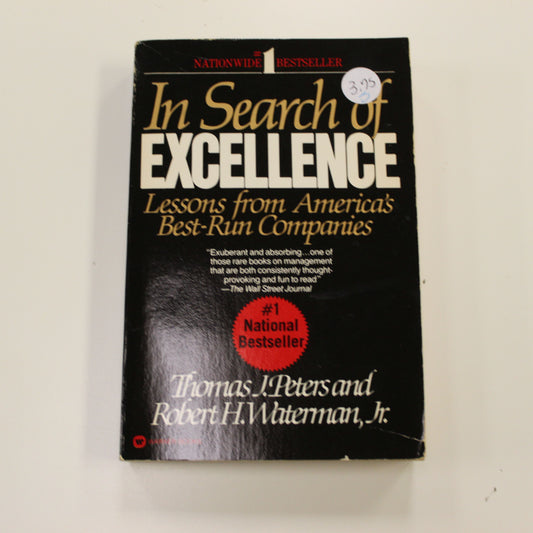 #1 NATIONWIDE BESTSELLER
3.95
In Search of
EXCELLENCE
Lessons from America's
Best-Run Companies
"Exuberant and absorbing...one of
those rare books on management
that are both consistently thought-
provoking and fun to read"
—The Wall Street Journal
#1
National
Bestseller
Thomas J. Peters and
Robert H. Waterman, Jr.